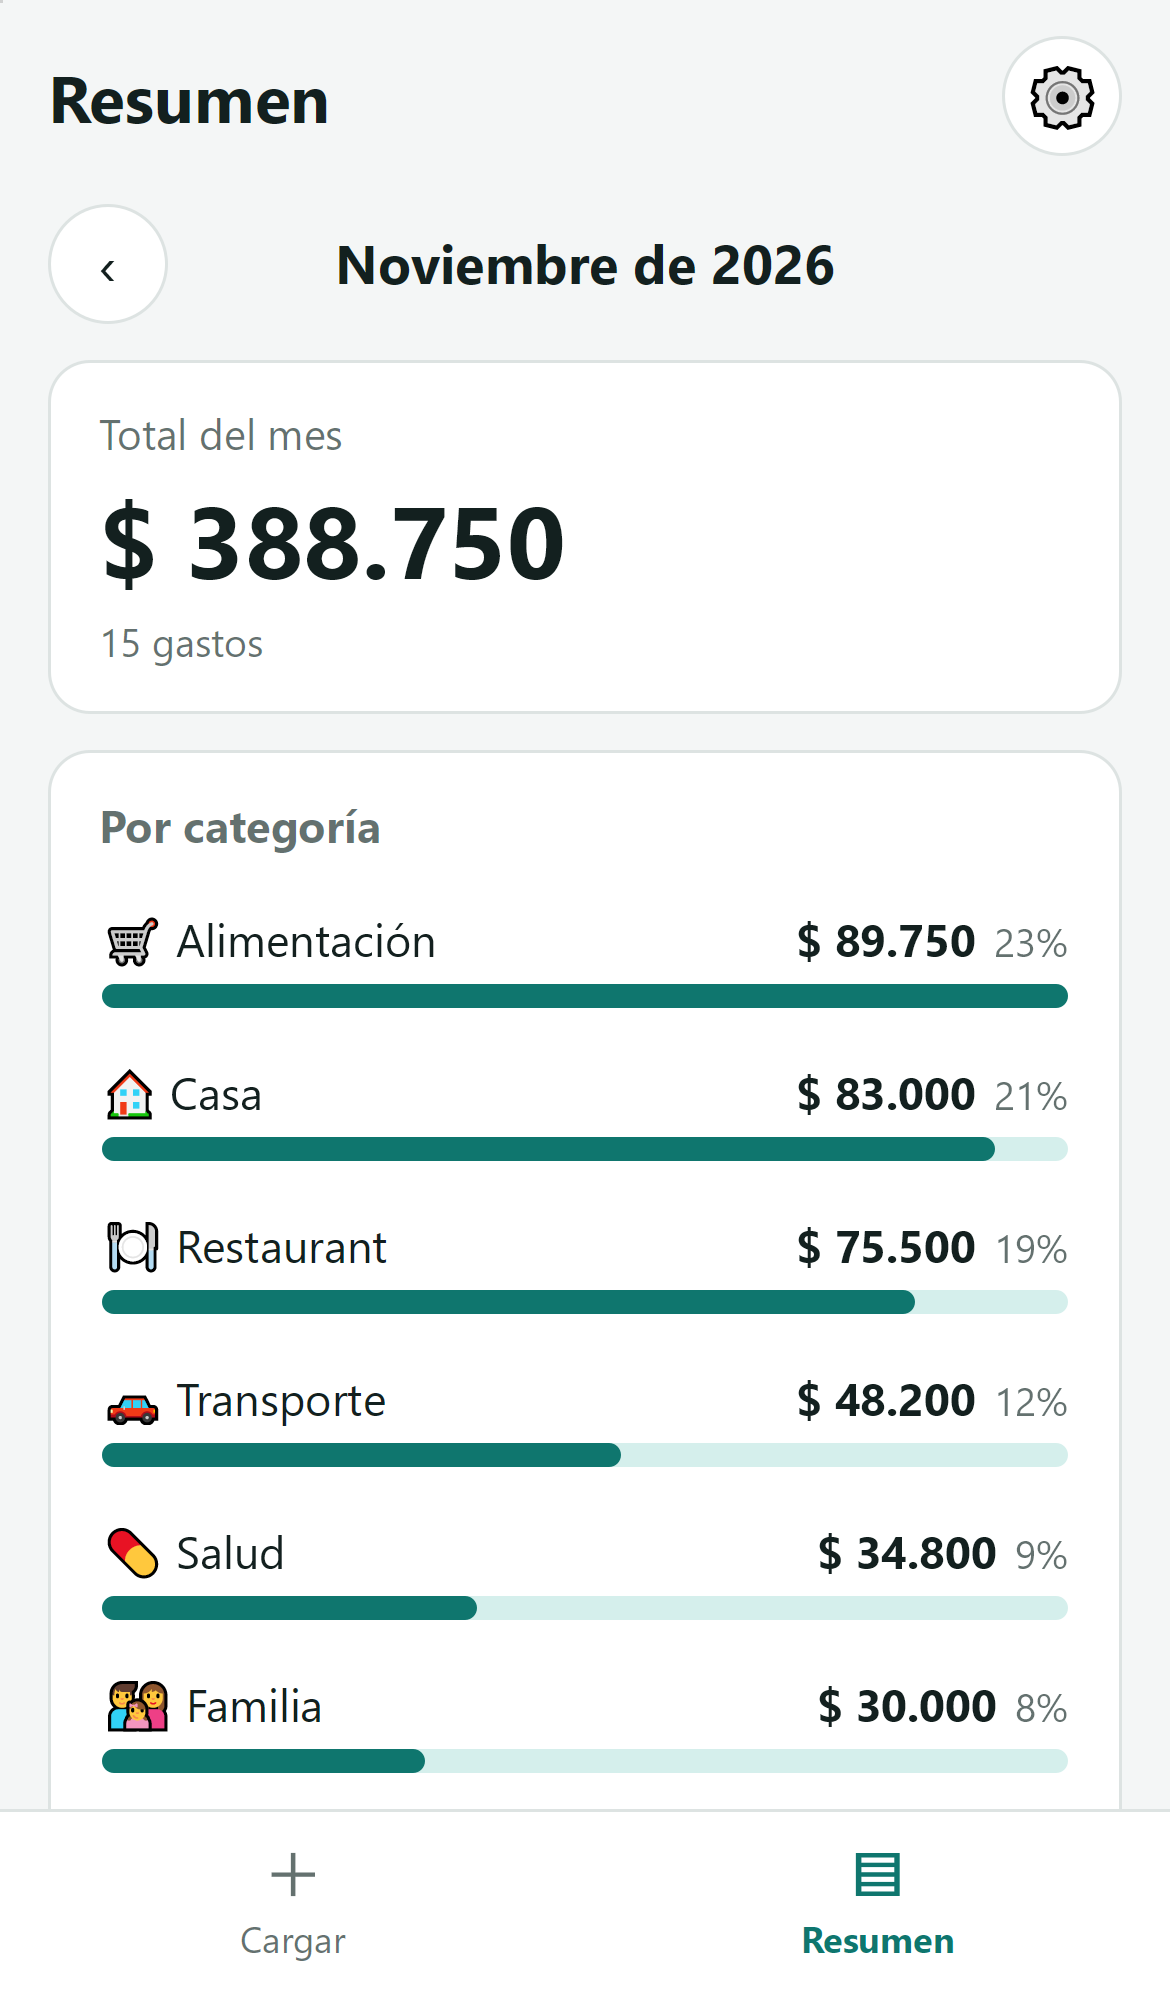 Resumen
‹ Noviembre de 2026
Total del mes
$ 388.750
15 gastos
Por categoría
Alimentación $ 89.750 23%
Casa $ 83.000 21%
Restaurant $ 75.500 19%
Transporte $ 48.200 12%
Salud $ 34.800 9%
Familia $ 30.000 8%
Cargar Resumen